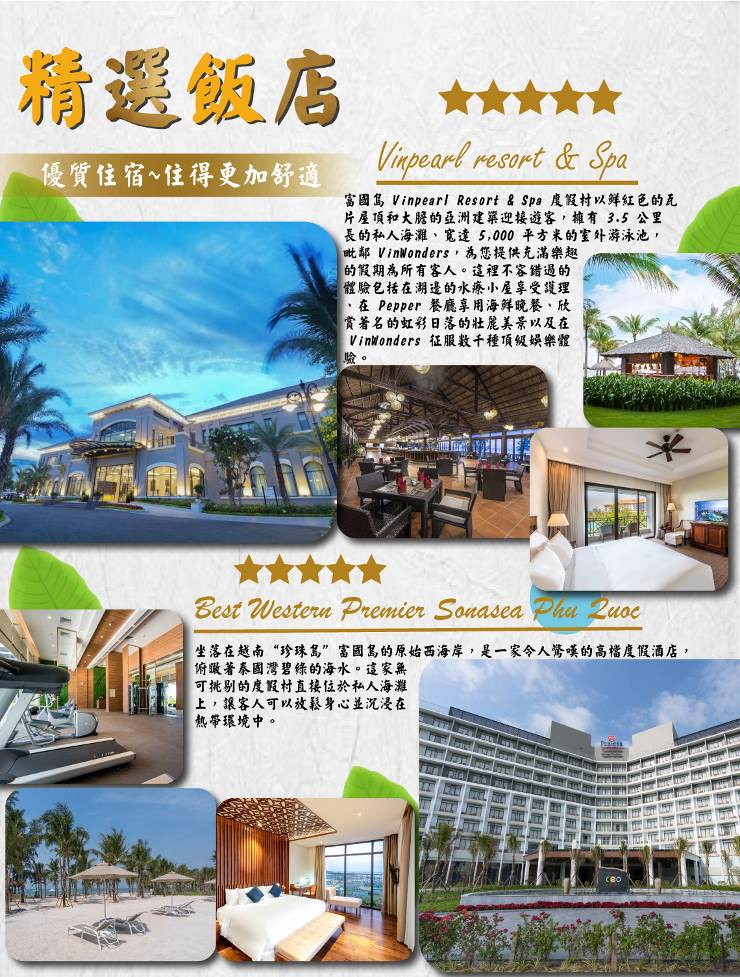 精選飯店
優質住宿~住得更加舒適
Vinpearl resort & Spa
富國島 Vinpearl Resort & Spa 度假村以鮮紅色的瓦
片屋頂和大膽的亞洲建築迎接遊客，擁有 3.5 公里
長的私人海灘、寬達 5,000 平方米的室外游泳池，
毗鄰 VinWonders，為您提供充滿樂趣
的假期為所有客人。這裡不容錯過的
體驗包括在湖邊的水療小屋享受護理
、在 Pepper 餐廳享用海鮮晚餐、欣
賞著名的虹彩日落的壯麗美景以及在
VinWonders 征服數千種頂級娛樂體
驗。
Best Western Premier Sonasea Phu Quoc
坐落在越南“珍珠島”富國島的原始西海岸，是一家令人驚嘆的高檔度假酒店，
俯瞰著泰國灣碧綠的海水。這家無
可挑剔的度假村直接位於私人海灘
上，讓客人可以放鬆身心並沉浸在
熱帶環境中。
Premier
CEO